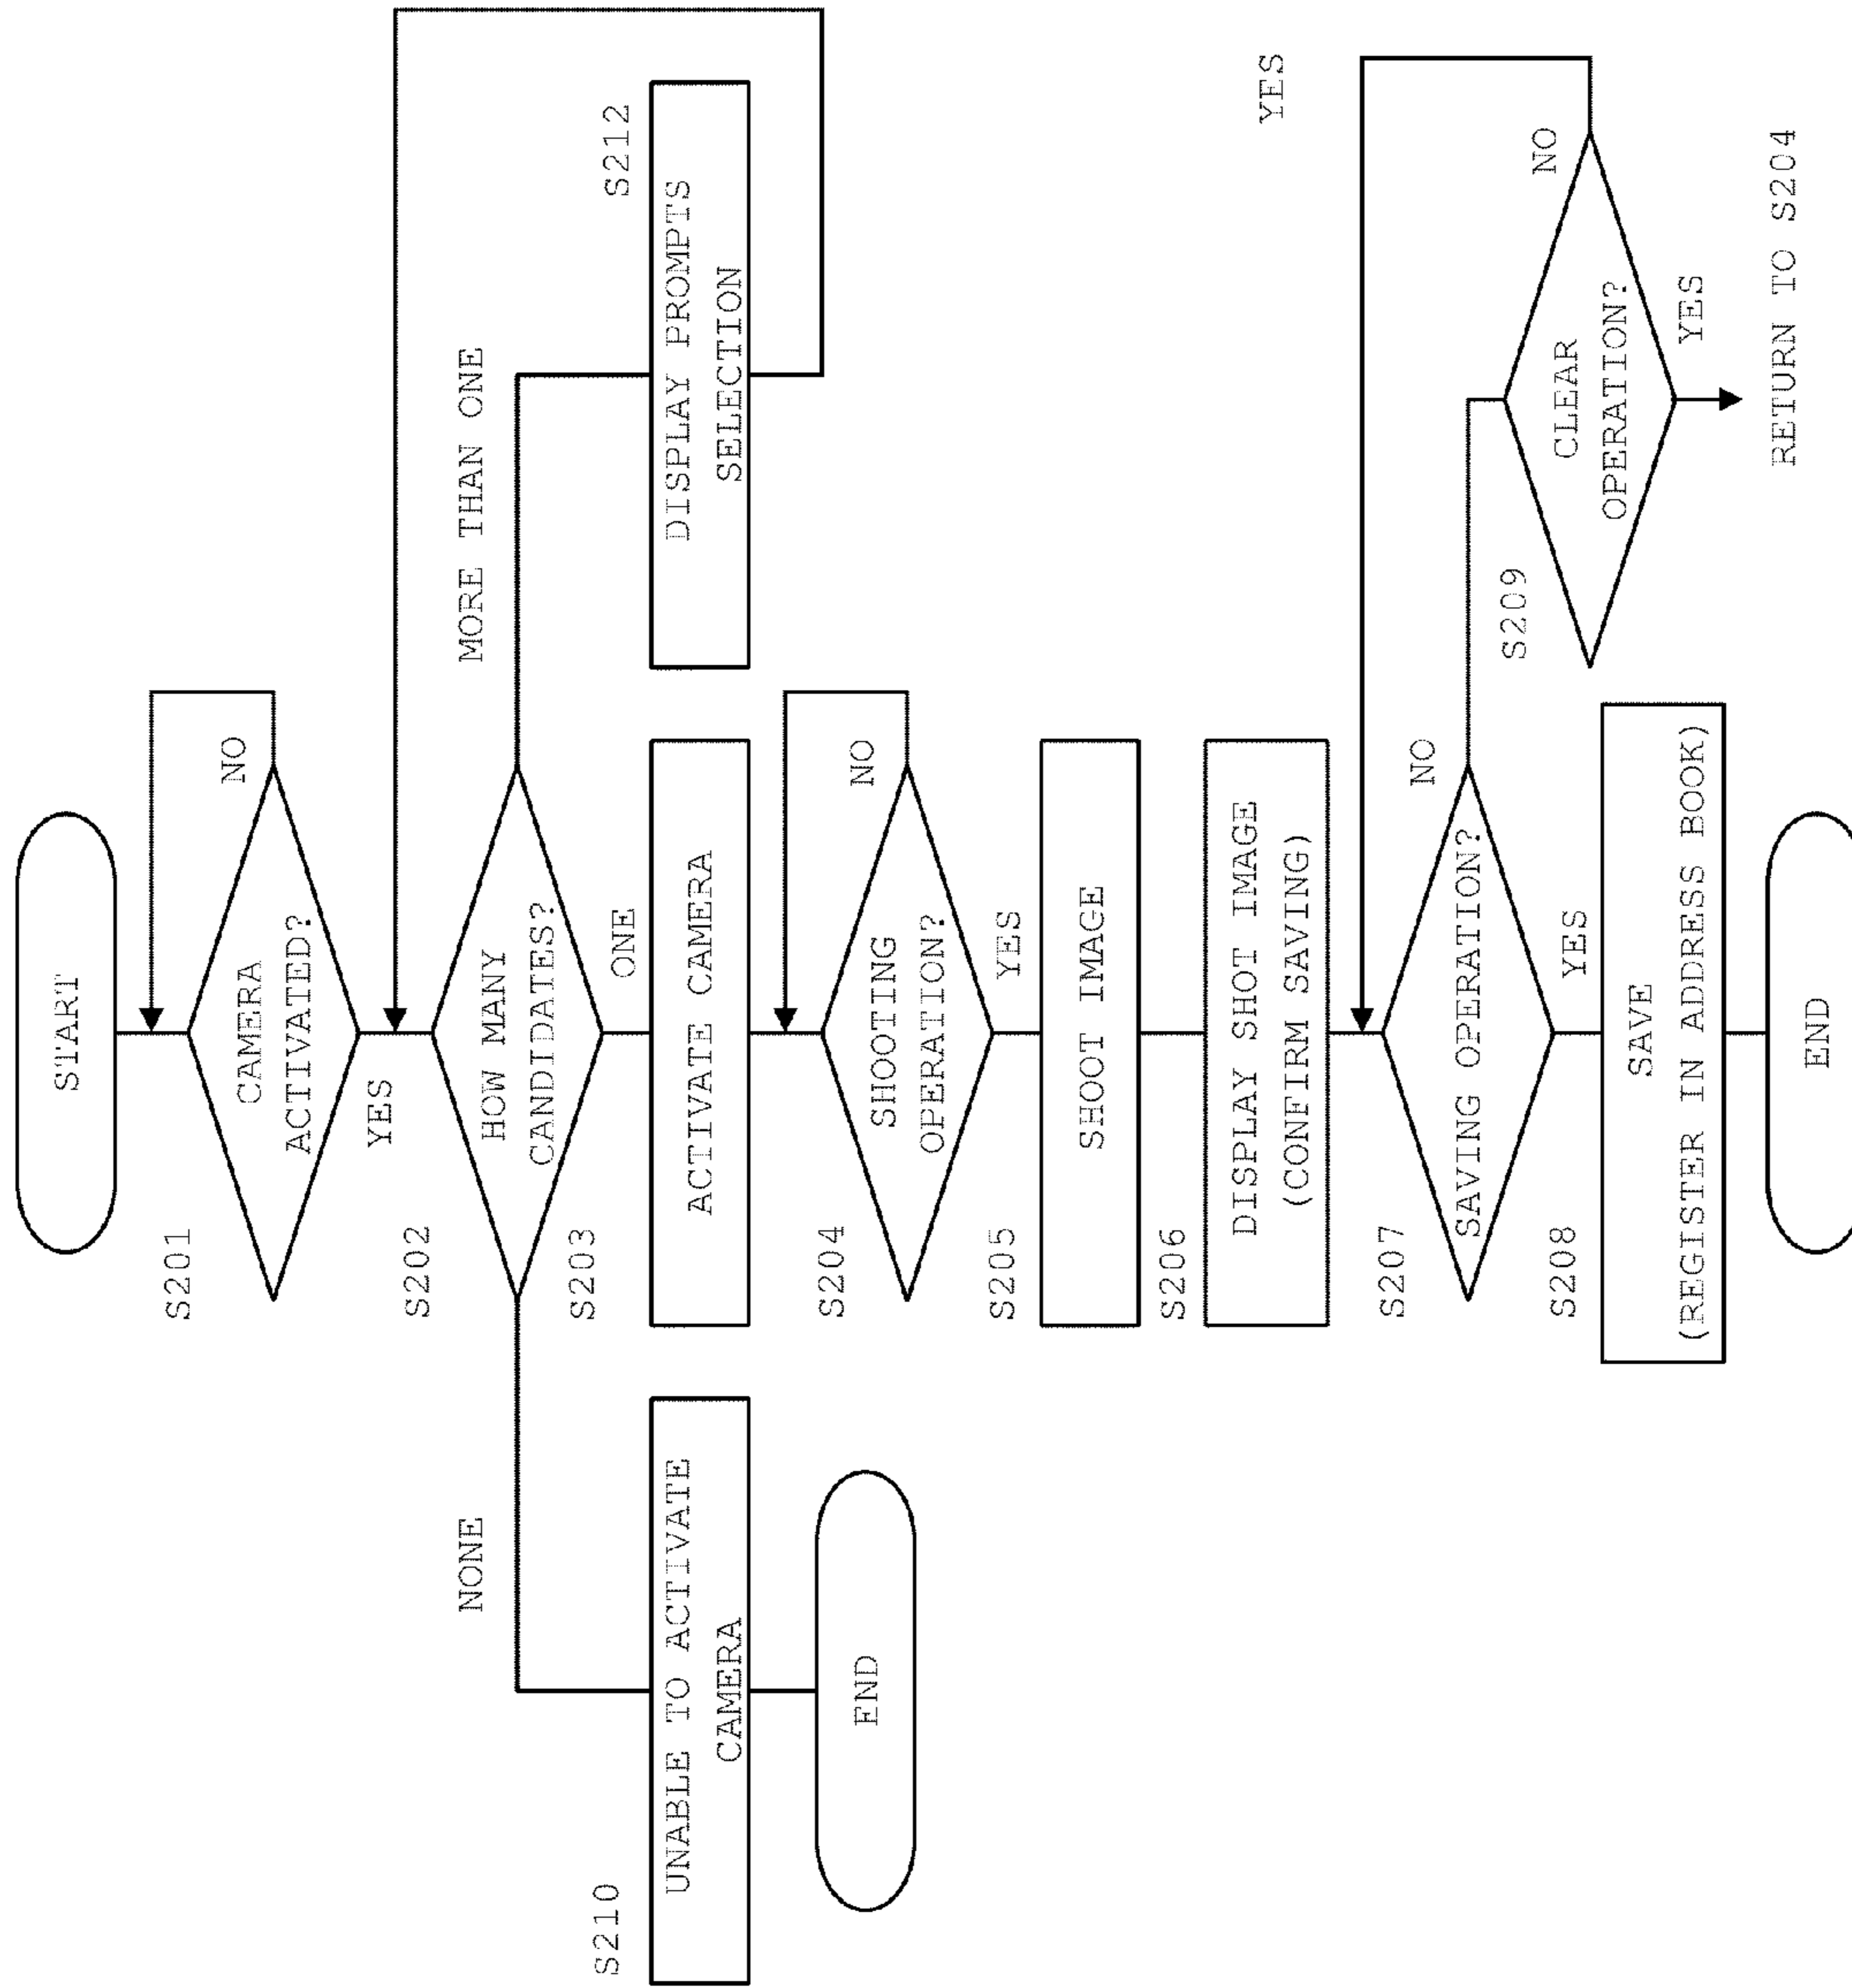 START
S201
CAMERA
ACTIVATED?
NO
YES
S202
HOW MANY
CANDIDATES?
NONE
MORE THAN ONE
ONE
S210
UNABLE TO ACTIVATE
CAMERA
END
S203
ACTIVATE CAMERA
S212
DISPLAY PROMPTS
SELECTION
S204
SHOOTING
OPERATION?
NO
YES
S205
SHOOT IMAGE
S206
DISPLAY SHOT IMAGE
(CONFIRM SAVING)
YES
S207
SAVING OPERATION?
NO
YES
S209
CLEAR
OPERATION?
NO
YES
RETURN TO S204
S208
SAVE
(REGISTER IN ADDRESS BOOK)
END